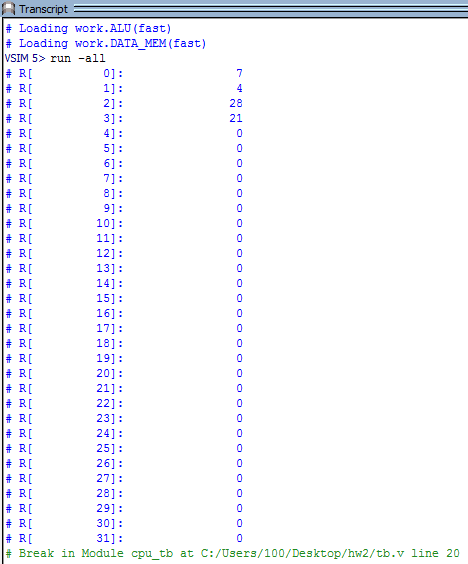 Transcript
# Loading work.ALU(fast)
# Loading work.DATA_MEM(fast)
VSIM 5> run -all
# R[          0]:               7
# R[          1]:               4
# R[          2]:              28
# R[          3]:              21
# R[          4]:               0
# R[          5]:               0
# R[          6]:               0
# R[          7]:               0
# R[          8]:               0
# R[          9]:               0
# R[         10]:               0
# R[         11]:               0
# R[         12]:               0
# R[         13]:               0
# R[         14]:               0
# R[         15]:               0
# R[         16]:               0
# R[         17]:               0
# R[         18]:               0
# R[         19]:               0
# R[         20]:               0
# R[         21]:               0
# R[         22]:               0
# R[         23]:               0
# R[         24]:               0
# R[         25]:               0
# R[         26]:               0
# R[         27]:               0
# R[         28]:               0
# R[         29]:               0
# R[         30]:               0
# R[         31]:               0
# Break in Module cpu_tb at C:/Users/100/Desktop/hw2/tb.v line 20